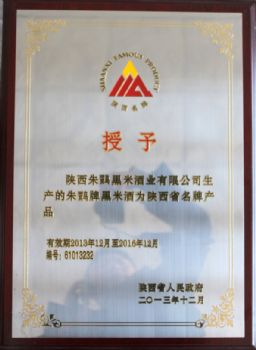 SHAANXI FAMOUS PRODUCT
陕西名牌
授予
陕西朱鹮黑米酒业有限公司生
产的朱鹮牌黑米酒为陕西省名牌产
品
有效期2013年12月至2016年12月
编号：61013232
陕西省人民政府
二〇一三年十二月